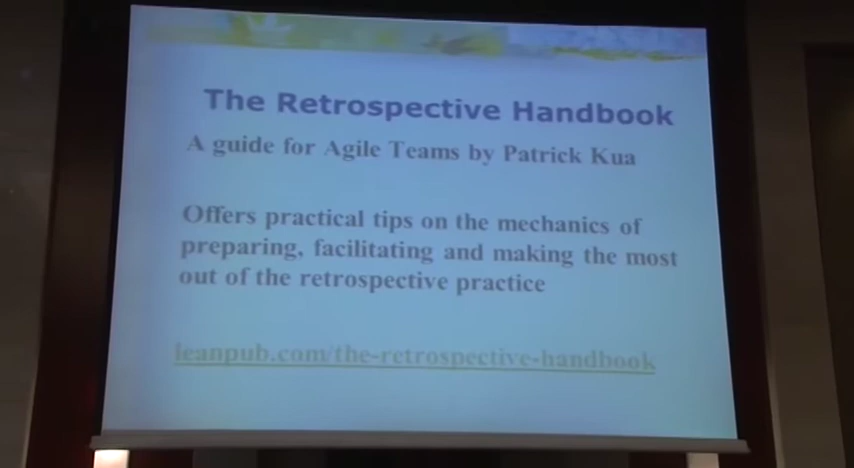 The Retrospective Handbook
A guide for Agile Teams by Patrick Kua
Offers practical tips on the mechanics of
preparing, facilitating and making the most
out of the retrospective practice
leanpub.com/the-retrospective-handbook